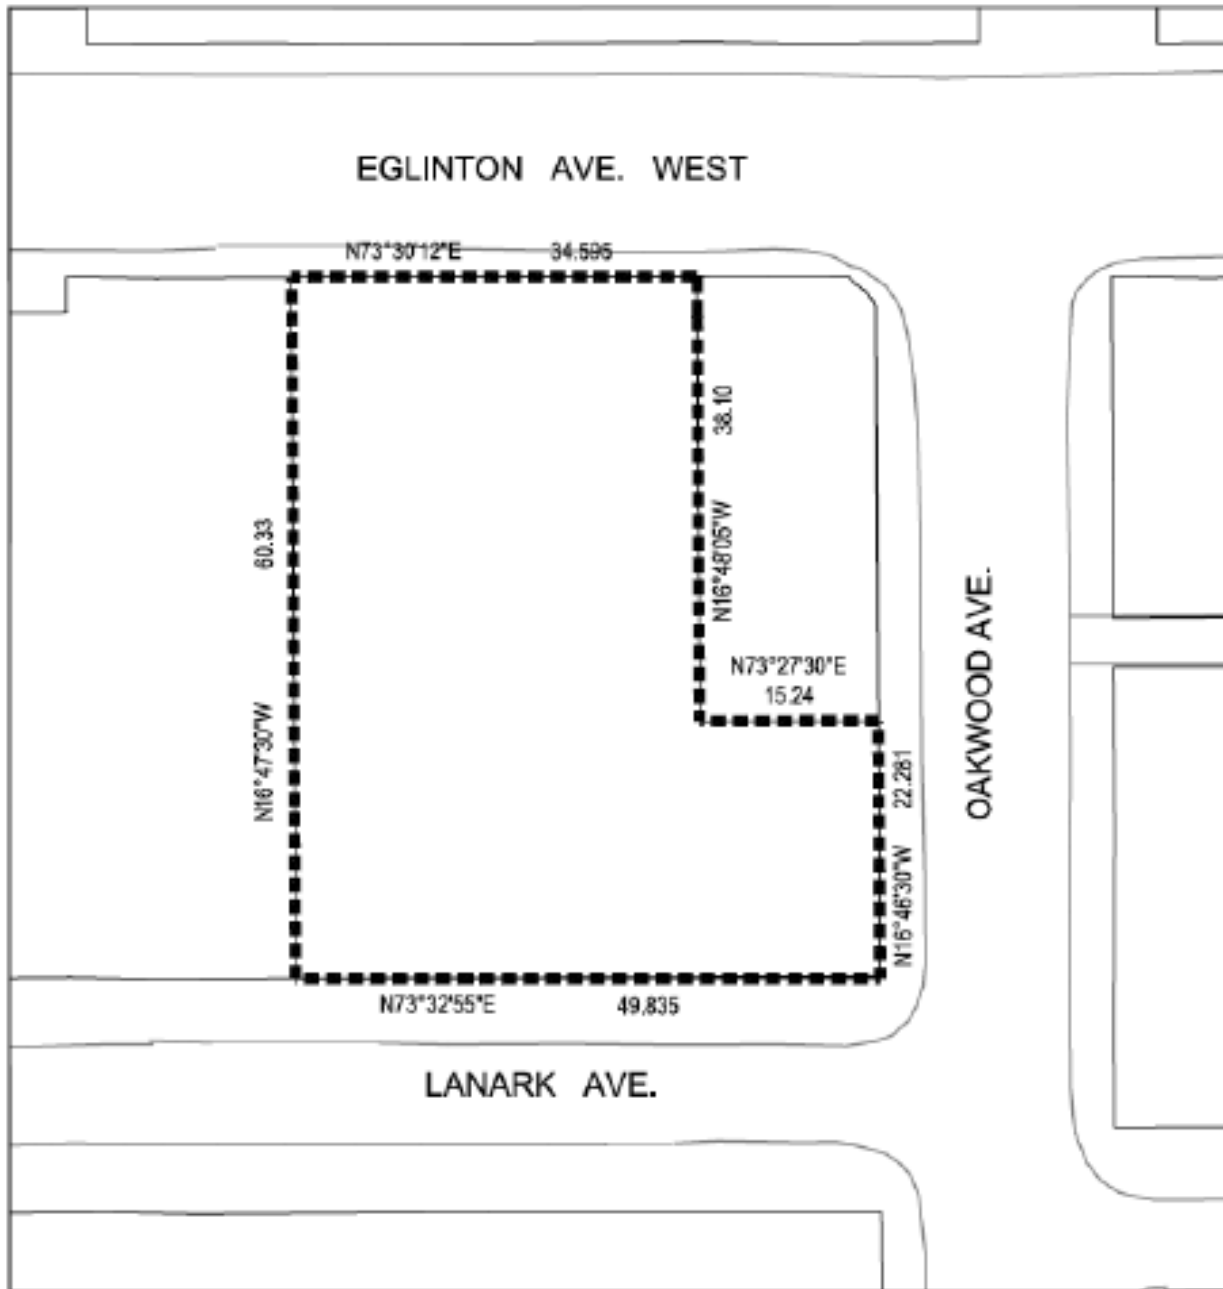 EGLINTON AVE. WEST
N73°30'12"E 34.595
38.10
N16°48'05"W
60.33
N16°47'30"W
N73°27'30"E
15.24
22.281
N16°46'30"W
OAKWOOD AVE.
N73°32'55"E 49.835
LANARK AVE.